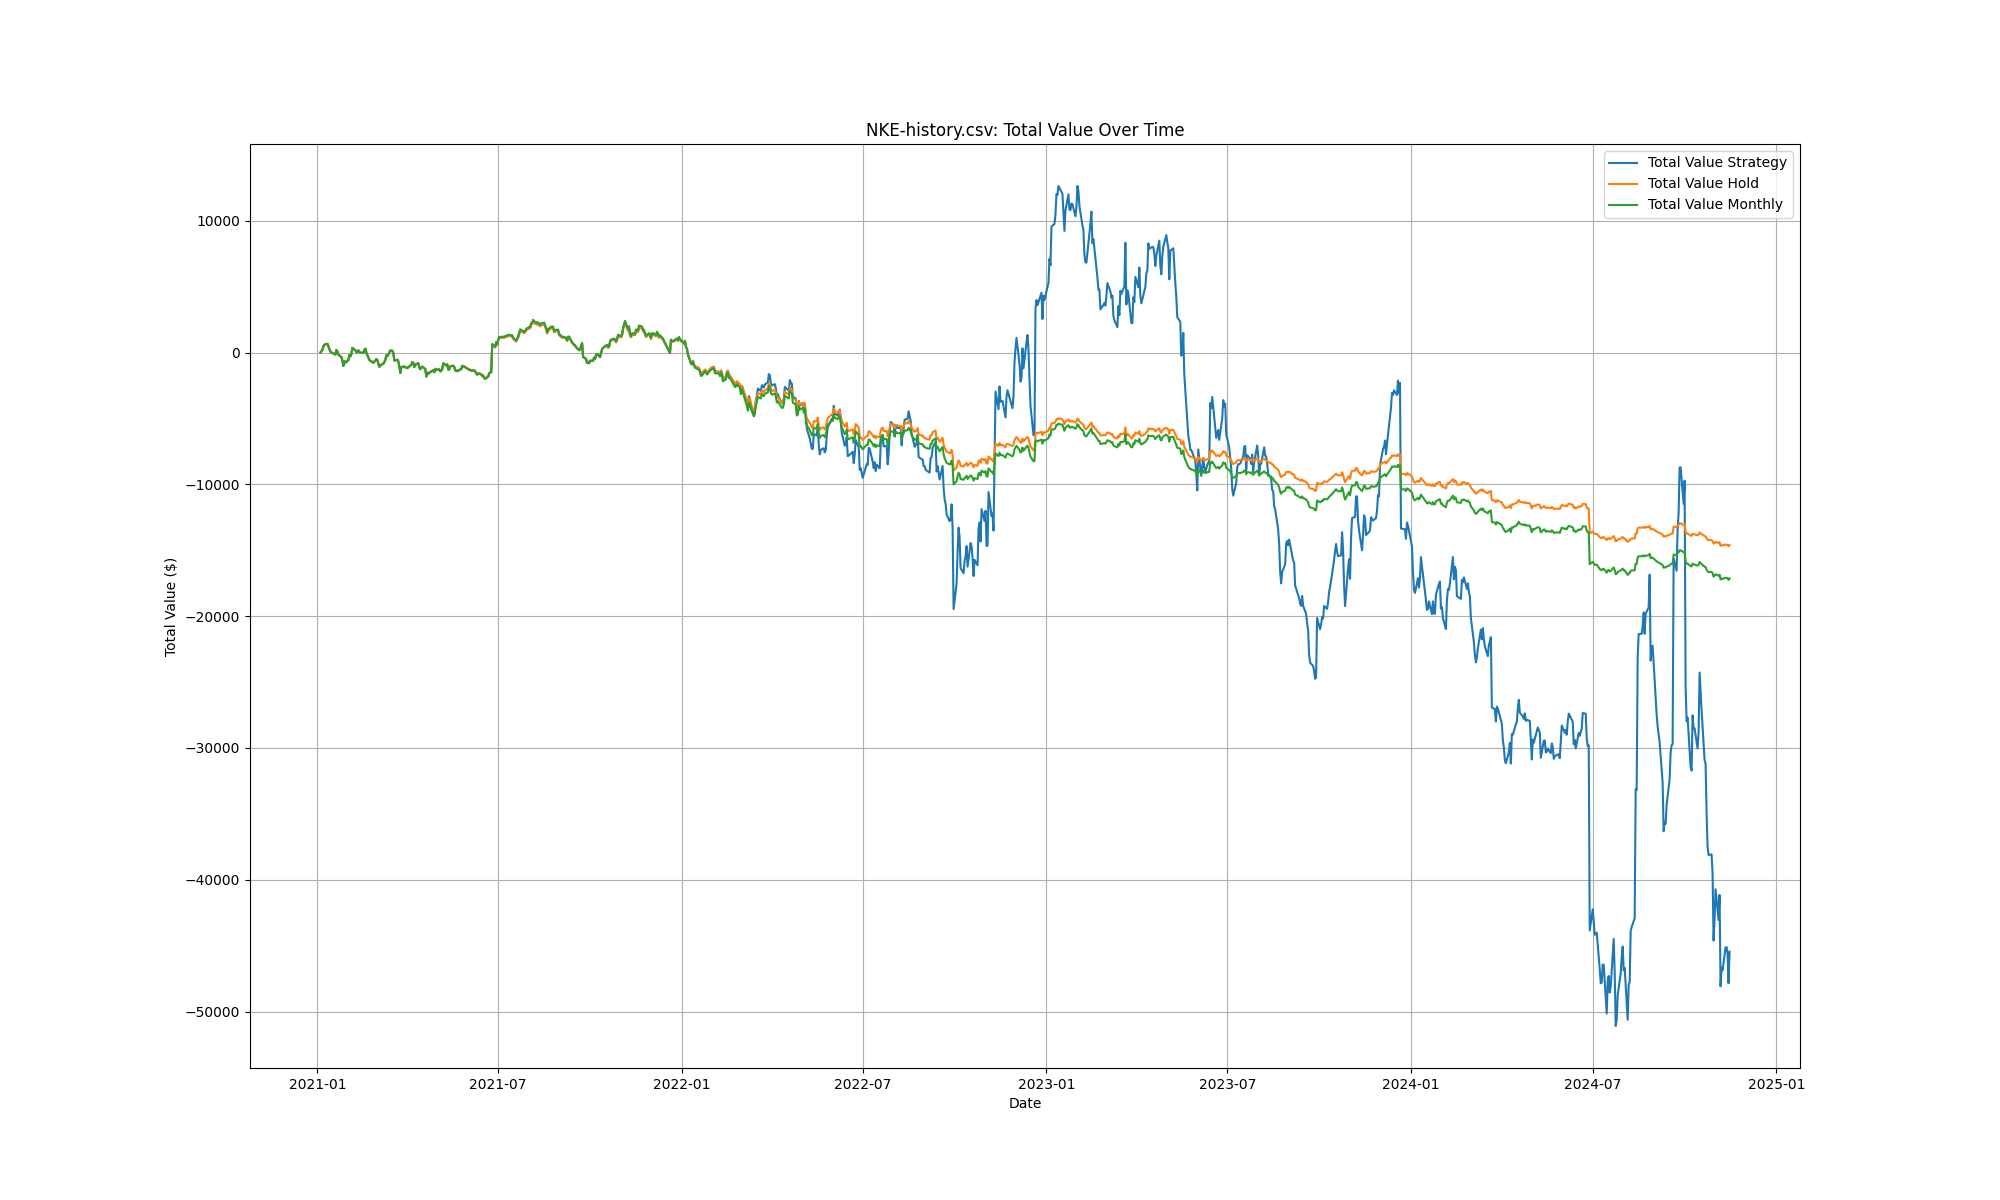 NKE-history.csv: Total Value Over Time
Total Value Strategy
Total Value Hold
Total Value Monthly
10000
0
−10000
−20000
−30000
−40000
−50000
Total Value ($)
2021-01
2021-07
2022-01
2022-07
2023-01
2023-07
2024-01
2024-07
2025-01
Date